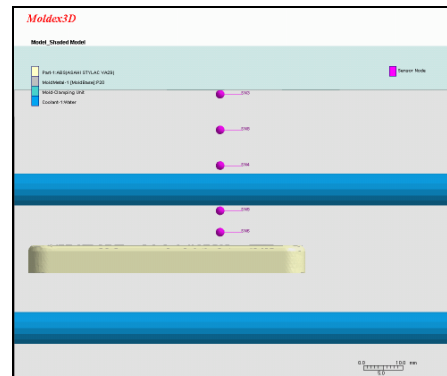 Moldex3D
Model_Shaded Model
Part-1:ABS(ASAHI STYLAC VA29)
MoldMetal-1 [MoldBase]:P20
Mold-Clamping Unit
Coolant-1:Water
Sensor Node
0.0 10.0 mm
5.0